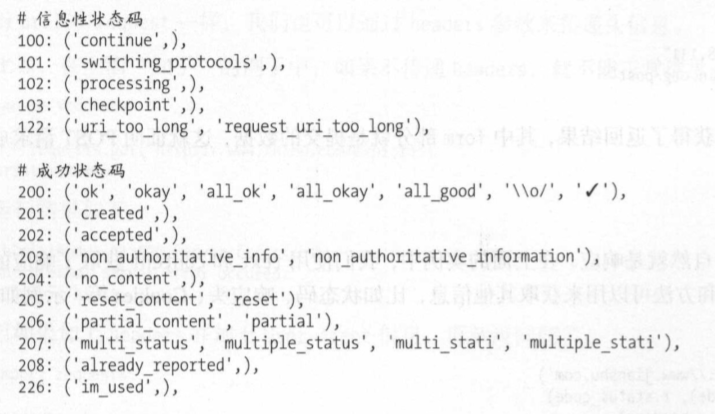 # 信息性状态码
100: ('continue',),
101: ('switching_protocols',),
102: ('processing',),
103: ('checkpoint',),
122: ('uri_too_long', 'request_uri_too_long'),
# 成功状态码
200: ('ok', 'okay', 'all_ok', 'all_okay', 'all_good', '\\o/', '✓'),
201: ('created',),
202: ('accepted',),
203: ('non_authoritative_info', 'non_authoritative_information'),
204: ('no_content',),
205: ('reset_content', 'reset'),
206: ('partial_content', 'partial'),
207: ('multi_status', 'multiple_status', 'multi_stati', 'multiple_stati'),
208: ('already_reported',),
226: ('im_used',),